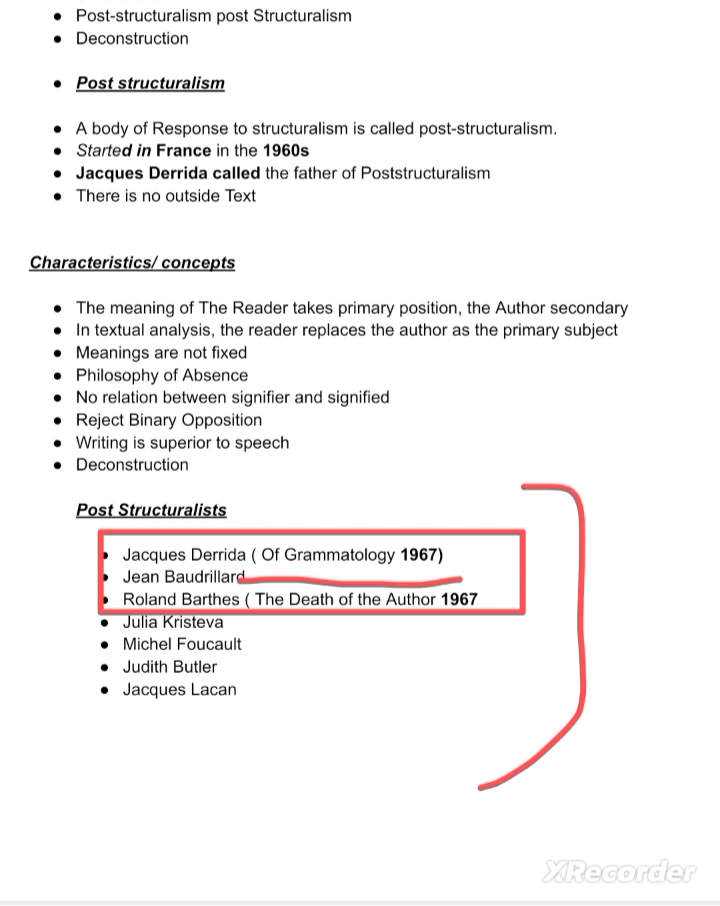 Post-structuralism post Structuralism
Deconstruction
Post structuralism
A body of Response to structuralism is called post-structuralism.
Started in France in the 1960s
Jacques Derrida called the father of Poststructuralism
There is no outside Text
Characteristics/ concepts
The meaning of The Reader takes primary position, the Author secondary
In textual analysis, the reader replaces the author as the primary subject
Meanings are not fixed
Philosophy of Absence
No relation between signifier and signified
Reject Binary Opposition
Writing is superior to speech
Deconstruction
Post Structuralists
Jacques Derrida ( Of Grammatology 1967)
Jean Baudrillard
Roland Barthes ( The Death of the Author 1967
Julia Kristeva
Michel Foucault
Judith Butler
Jacques Lacan
XRecorder